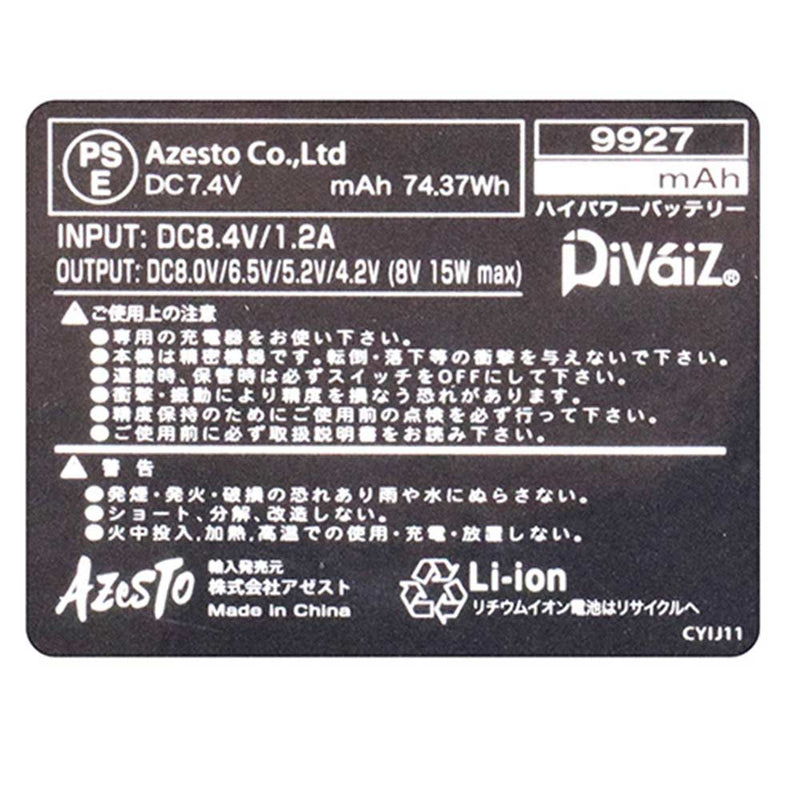 PS
E
Azesto Co.,Ltd
DC7.4V mAh 74.37Wh
9927
mAh
ハイパワーバッテリー
INPUT: DC8.4V/1.2A
OUTPUT: DC8.0V/6.5V/5.2V/4.2V (8V 15W max)
DiVáiZ®
ご使用上の注意
●専用の充電器をお使い下さい。
●本機は精密機器です。転倒・落下等の衝撃を与えないで下さい。
●運搬時、保管時は必ずスイッチをOFFにして下さい。
●衝撃・振動により精度を損なう恐れがあります。
●精度保持のためにご使用前の点検を必ず行って下さい。
●ご使用前に必ず取扱説明書をお読み下さい。
警告
●発煙・発火・破損の恐れあり雨や水にぬらさない。
●ショート、分解、改造しない。
●火中投入、加熱、高温での使用・充電・放置しない。
AZESTO
輸入発売元
株式会社アゼスト
Made in China
Li-ion
リチウムイオン電池はリサイクルへ
CYIJ11